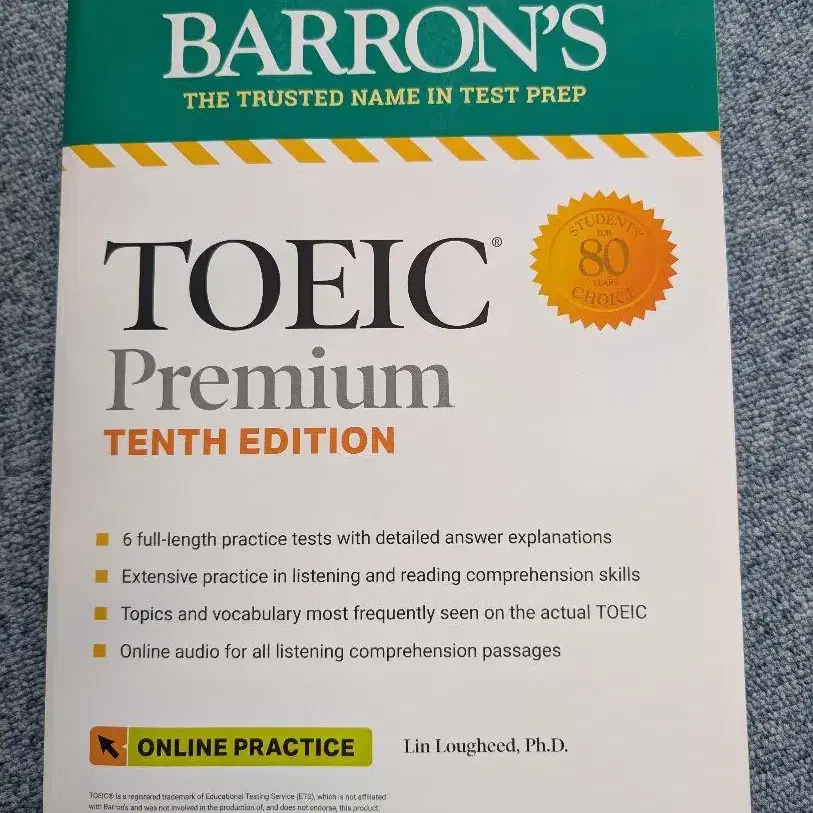 BARRON'S
THE TRUSTED NAME IN TEST PREP
STUDENTS'
FOR
80
YEARS
CHOICE
TOEIC®
Premium
TENTH EDITION
6 full-length practice tests with detailed answer explanations
Extensive practice in listening and reading comprehension skills
Topics and vocabulary most frequently seen on the actual TOEIC
Online audio for all listening comprehension passages
ONLINE PRACTICE
Lin Lougheed, Ph.D.
TOEIC® is a registered trademark of Educational Testing Service (ETS), which is not affiliated
with Barron's and was not involved in the production of, and does not endorse, this product.